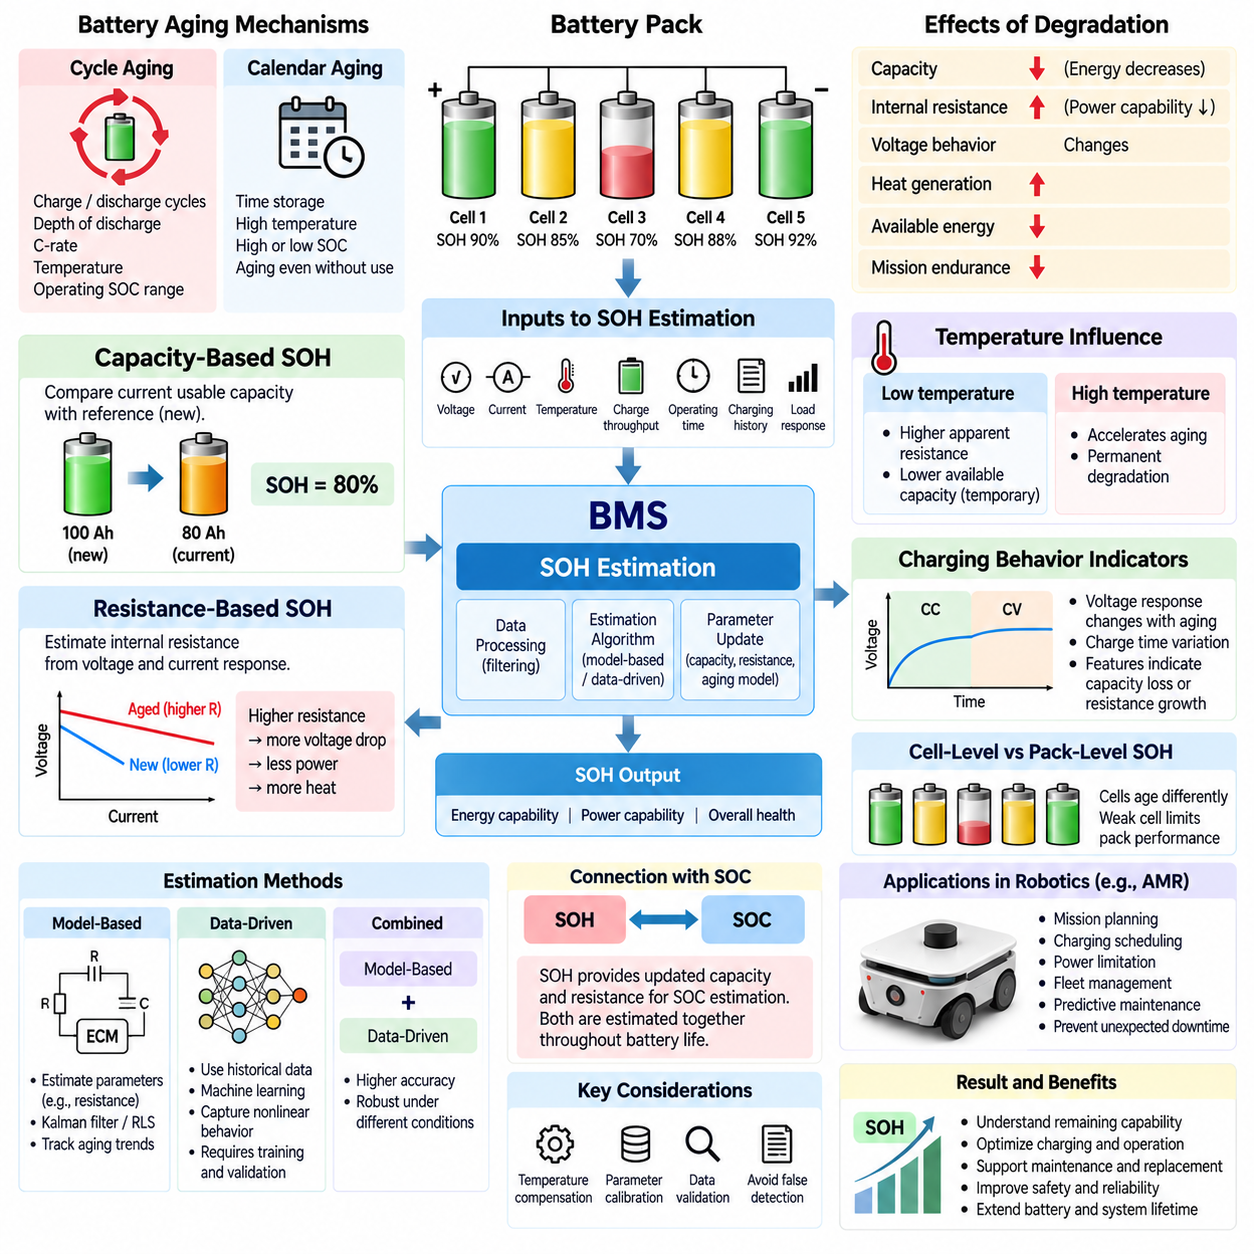 Battery Aging Mechanisms
Cycle Aging
Charge / discharge cycles
Depth of discharge
C-rate
Temperature
Operating SOC range
Calendar Aging
Time storage
High temperature
High or low SOC
Aging even without use
Battery Pack
+
−
Cell 1
SOH 90%
Cell 2
SOH 85%
Cell 3
SOH 70%
Cell 4
SOH 88%
Cell 5
SOH 92%
Effects of Degradation
Capacity ↓ (Energy decreases)
Internal resistance ↑ (Power capability ↓)
Voltage behavior Changes
Heat generation ↑
Available energy ↓
Mission endurance ↓
Capacity-Based SOH
Compare current usable capacity
with reference (new).
100 Ah
(new)
80 Ah
(current)
SOH = 80%
Inputs to SOH Estimation
V
A
Voltage
Current
Temperature
Charge
throughput
Operating
time
Charging
history
Load
response
Temperature Influence
Low temperature
• Higher apparent
resistance
• Lower available
capacity (temporary)
High temperature
• Accelerates aging
• Permanent
degradation
BMS
SOH Estimation
Data
Processing
(filtering)
Estimation
Algorithm
(model-based
/ data-driven)
Parameter
Update
(capacity, resistance,
aging model)
Resistance-Based SOH
Estimate internal resistance
from voltage and current response.
Voltage
Aged (higher R)
New (lower R)
Current
Higher resistance
→ more voltage drop
→ less power
→ more heat
SOH Output
Energy capability | Power capability | Overall health
Charging Behavior Indicators
Voltage
CC
CV
Time
• Voltage response
changes with aging
• Charge time variation
• Features indicate
capacity loss or
resistance growth
Cell-Level vs Pack-Level SOH
Cells age differently
Weak cell limits
pack performance
Estimation Methods
Model-Based
R
R
C
ECM
• Estimate parameters
(e.g., resistance)
• Kalman filter / RLS
• Track aging trends
Data-Driven
• Use historical data
• Machine learning
• Capture nonlinear
behavior
• Requires training
and validation
Combined
Model-Based
+
Data-Driven
• Higher accuracy
• Robust under
different conditions
Connection with SOC
SOH
SOC
SOH provides updated capacity
and resistance for SOC estimation.
Both are estimated together
throughout battery life.
Key Considerations
Temperature
compensation
Parameter
calibration
Data
validation
Avoid false
detection
Applications in Robotics (e.g., AMR)
• Mission planning
• Charging scheduling
• Power limitation
• Fleet management
• Predictive maintenance
• Prevent unexpected downtime
Result and Benefits
SOH
• Understand remaining capability
• Optimize charging and operation
• Support maintenance and replacement
• Improve safety and reliability
• Extend battery and system lifetime